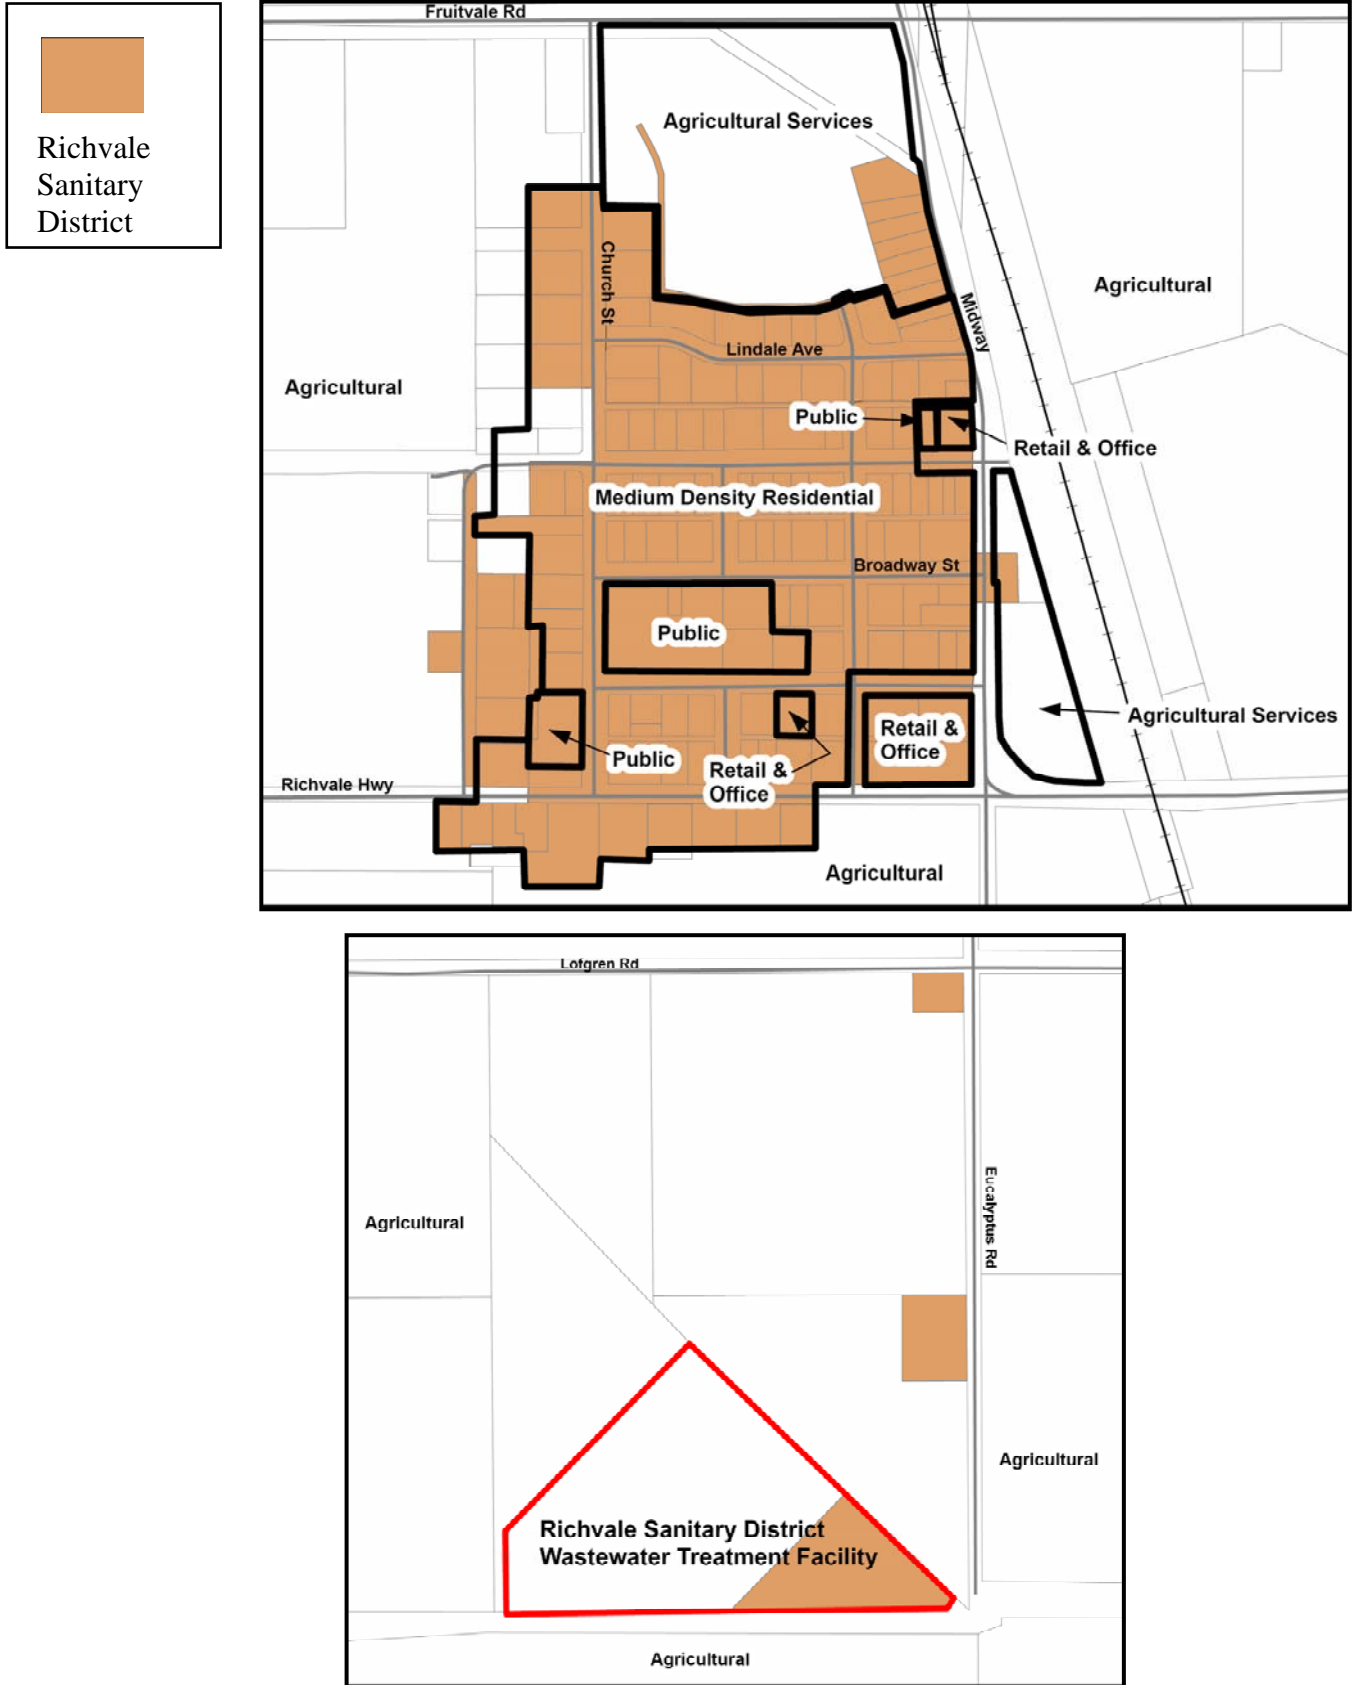 Richvale
Sanitary
District
Fruitvale Rd
Agricultural Services
Church St
Agricultural
Midway
Lindale Ave
Agricultural
Public
Retail & Office
Medium Density Residential
Broadway St
Public
Agricultural Services
Retail &
Office
Public
Retail &
Office
Richvale Hwy
Agricultural
Lofgren Rd
Eucalyptus Rd
Agricultural
Agricultural
Richvale Sanitary District
Wastewater Treatment Facility
Agricultural